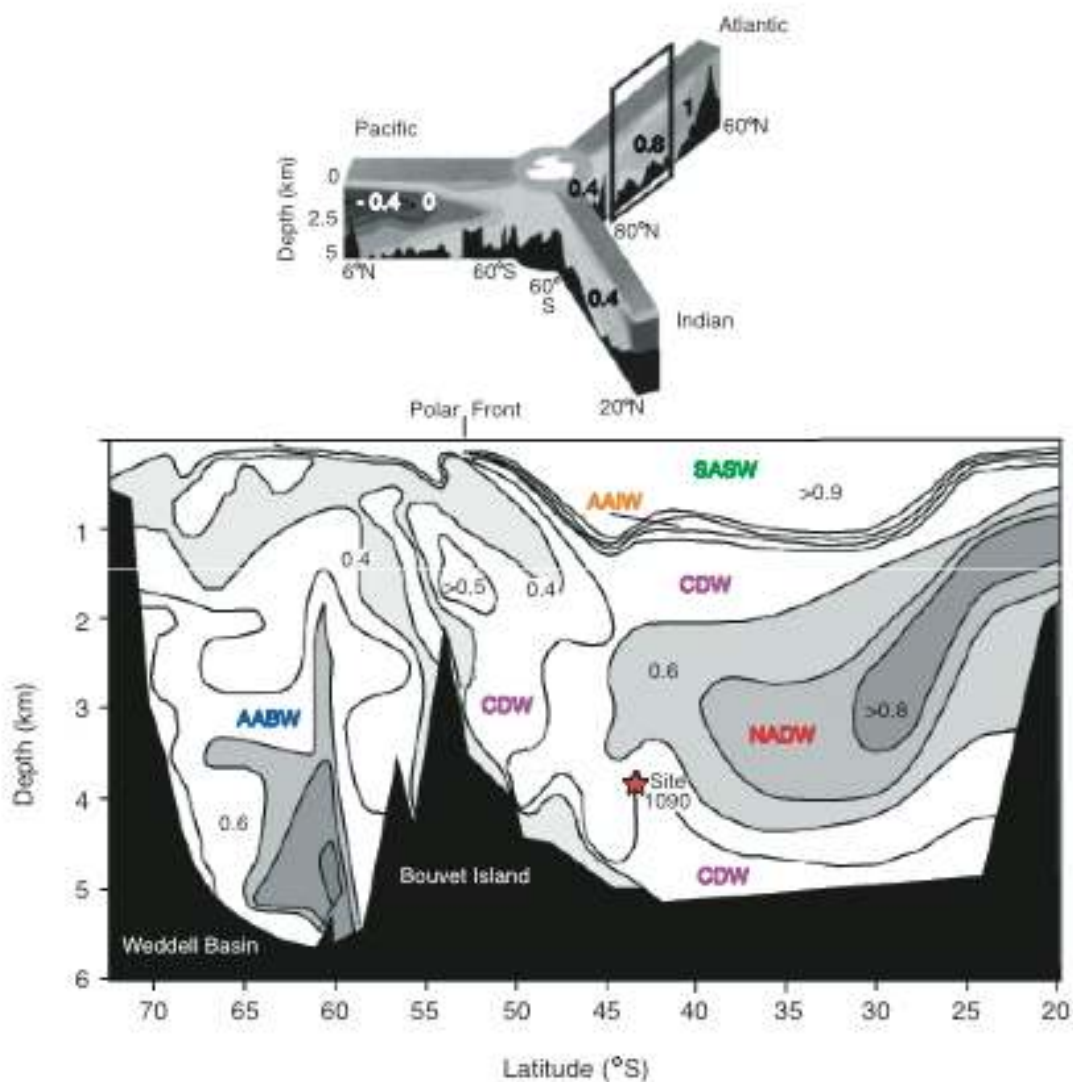 Atlantic
Pacific
60°N
1
0.8
0
- 0.4 0
0.4
Depth (km)
2.5
80°N
5
6°N
60°S
60°
S
0.4
Indian
20°N
Polar Front
SASW
AAIW
>0.9
1
0.4
>0.5
0.4
CDW
2
0.6
Depth (km)
3
AABW
CDW
>0.8
NADW
Site
1090
4
0.6
Bouvet Island
CDW
5
Weddell Basin
6
70 65 60 55 50 45 40 35 30 25 20
Latitude (°S)